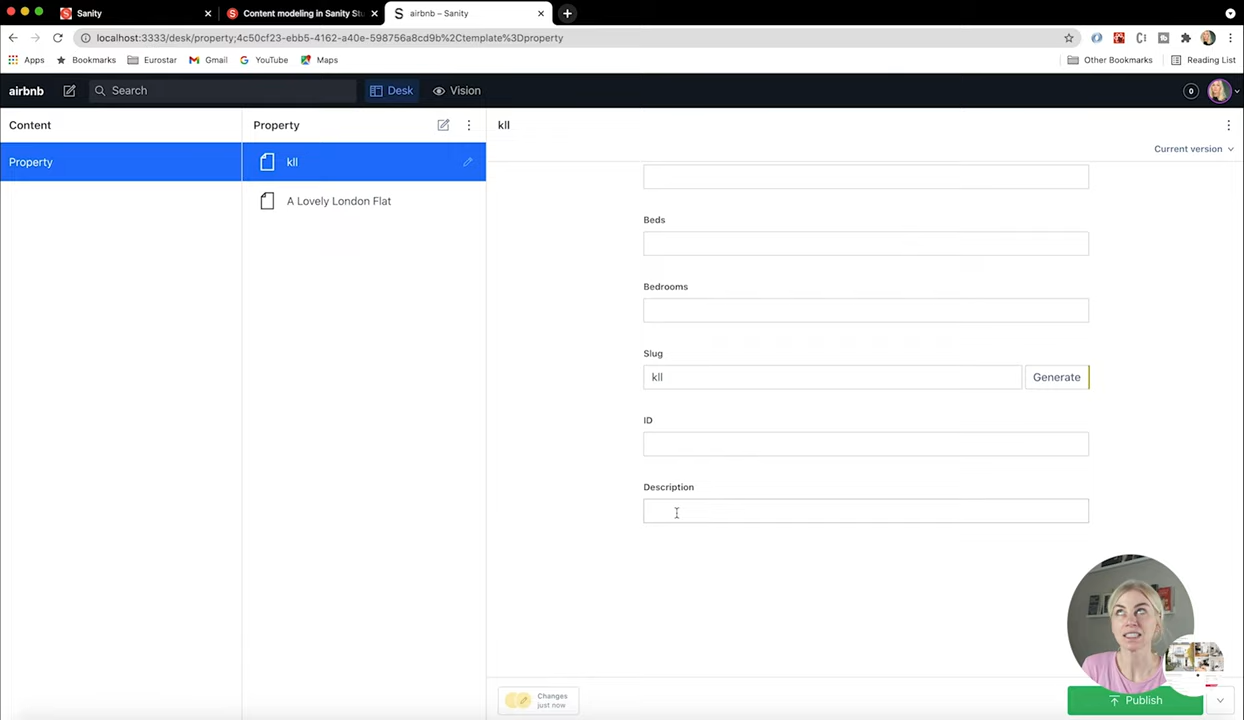 Sanity
Content modeling in Sanity Stu
airbnb – Sanity
localhost:3333/desk/property;4c50cf23-ebb5-4162-a40e-598756a8cd9b%2Ctemplate%3Dproperty
Apps
Bookmarks
Eurostar
Gmail
YouTube
Maps
Other Bookmarks
Reading List
airbnb
Search
Desk
Vision
0
Content
Property
kll
Property
kll
Current version
A Lovely London Flat
Beds
Bedrooms
Slug
kll
Generate
ID
Description
Changes
just now
Publish